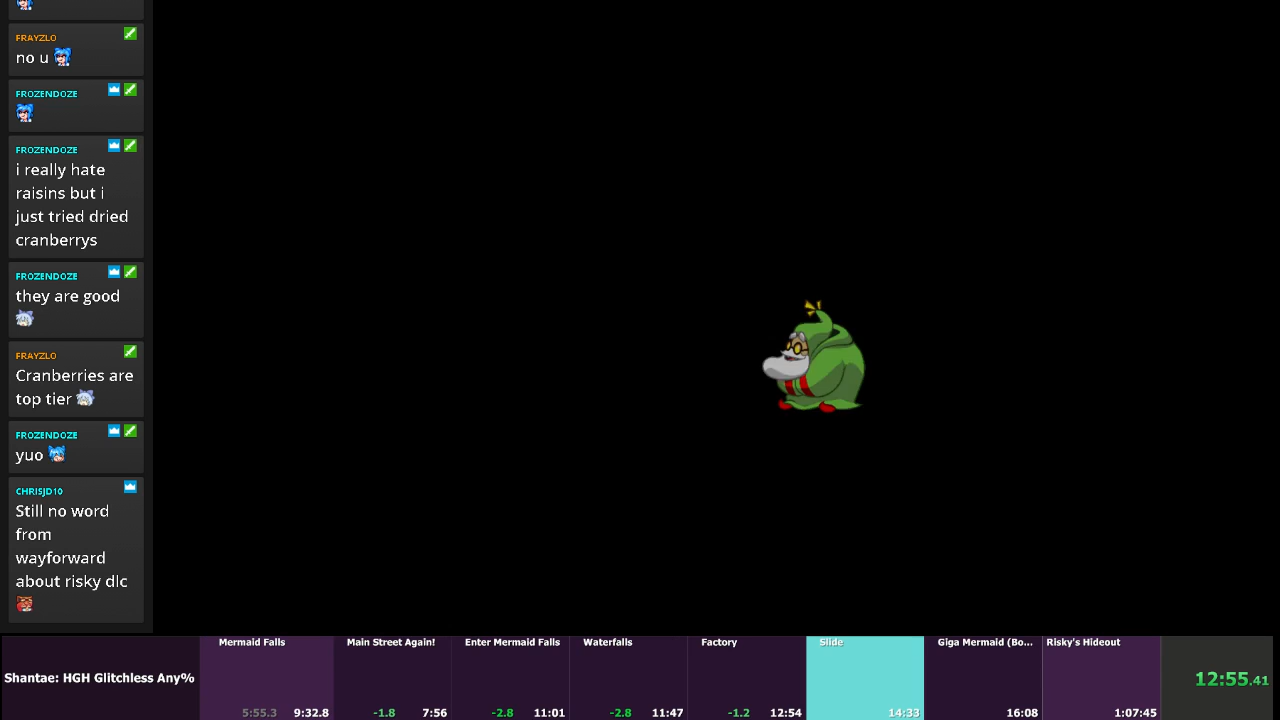 FRAYZLO
no u
FROZENDOZE
FROZENDOZE
i really hate
raisins but i
just tried dried
cranberrys
FROZENDOZE
they are good
FRAYZLO
Cranberries are
top tier
FROZENDOZE
yuo
CHRISJD10
Still no word
from
wayforward
about risky dlc
Shantae: HGH Glitchless Any%
Mermaid Falls
5:55.3 9:32.8
Main Street Again!
-1.8 7:56
Enter Mermaid Falls
-2.8 11:01
Waterfalls
-2.8 11:47
Factory
-1.2 12:54
Slide
14:33
Giga Mermaid (Bo...
16:08
Risky's Hideout
1:07:45
12:55.41